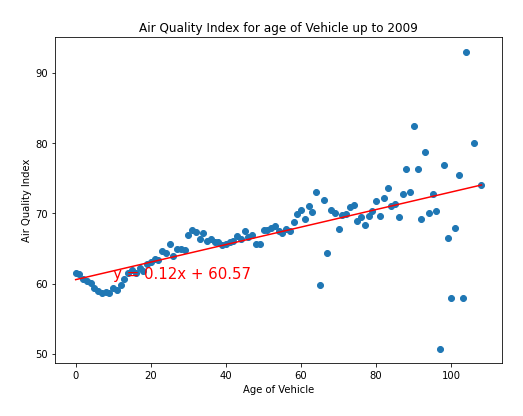 Air Quality Index for age of Vehicle up to 2009
Air Quality Index
90
80
70
60
50
y = 0.12x + 60.57
0 20 40 60 80 100
Age of Vehicle